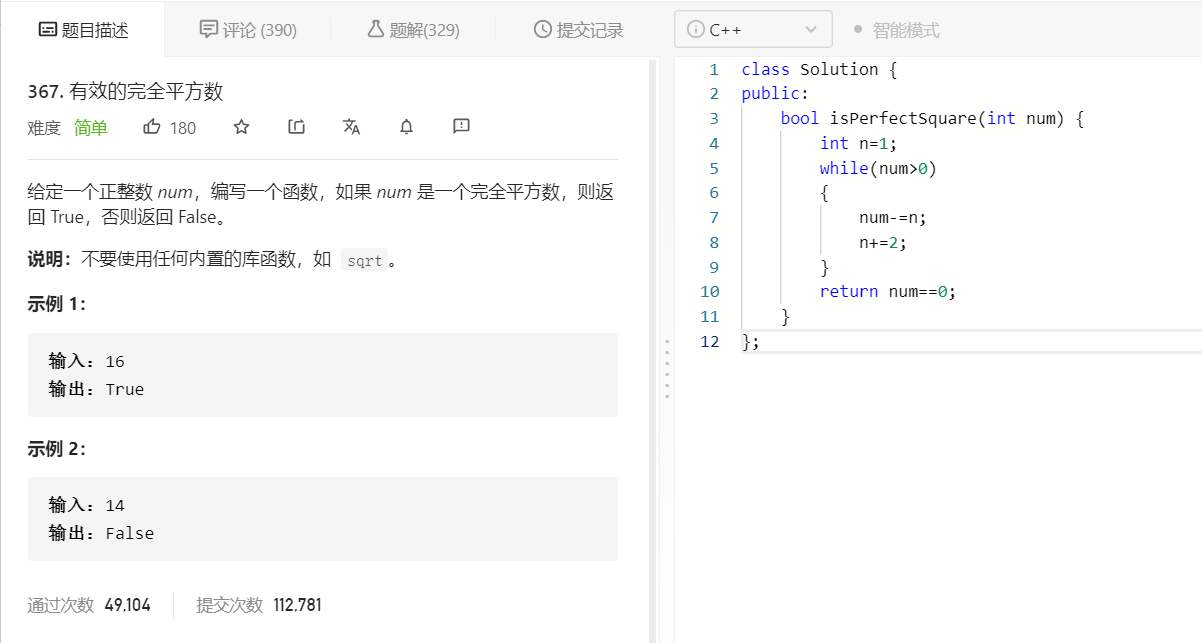 题目描述
评论 (390)
题解(329)
提交记录
C++
智能模式
367. 有效的完全平方数
难度 简单 180
给定一个正整数 num，编写一个函数，如果 num 是一个完全平方数，则返
回 True，否则返回 False。
说明：不要使用任何内置的库函数，如 sqrt。
示例 1：
输入：16
输出：True
示例 2：
输入：14
输出：False
通过次数 49,104 提交次数 112,781
1 class Solution {
2 public:
3     bool isPerfectSquare(int num) {
4         int n=1;
5         while(num>0)
6         {
7             num-=n;
8             n+=2;
9         }
10         return num==0;
11     }
12 };